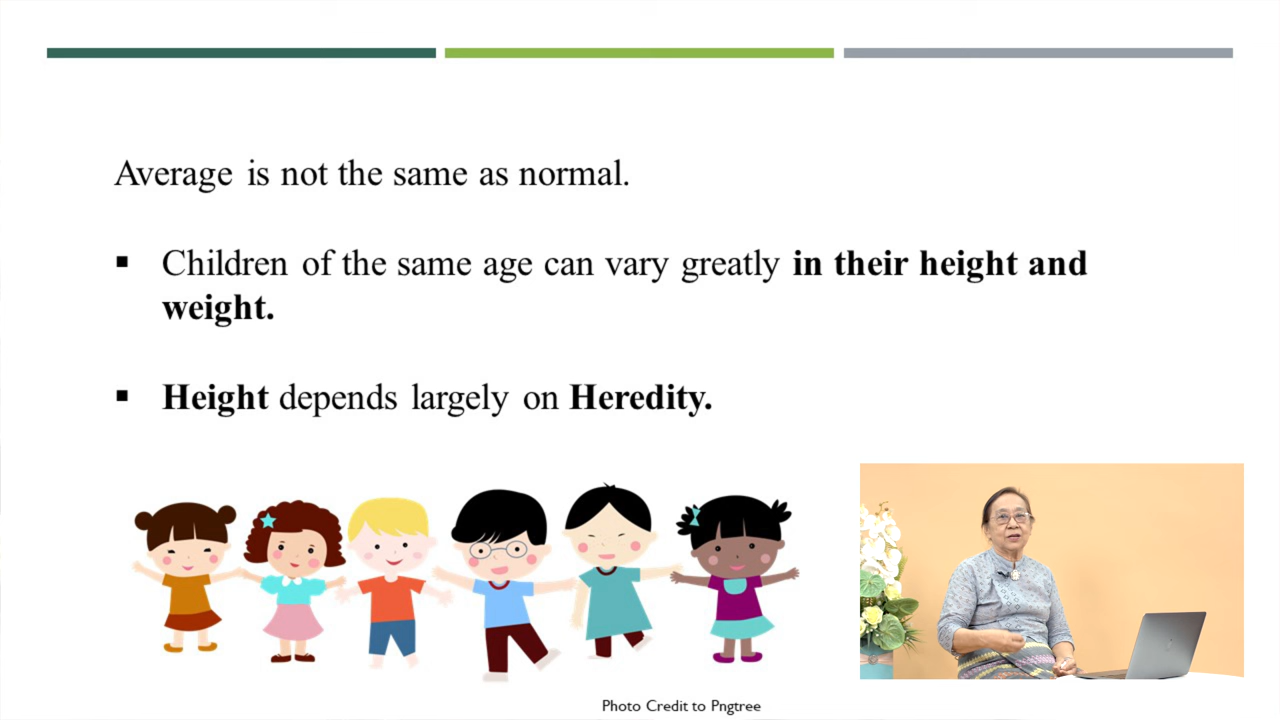 Average is not the same as normal.
▪ Children of the same age can vary greatly in their height and
weight.
▪ Height depends largely on Heredity.
Photo Credit to Pngtree